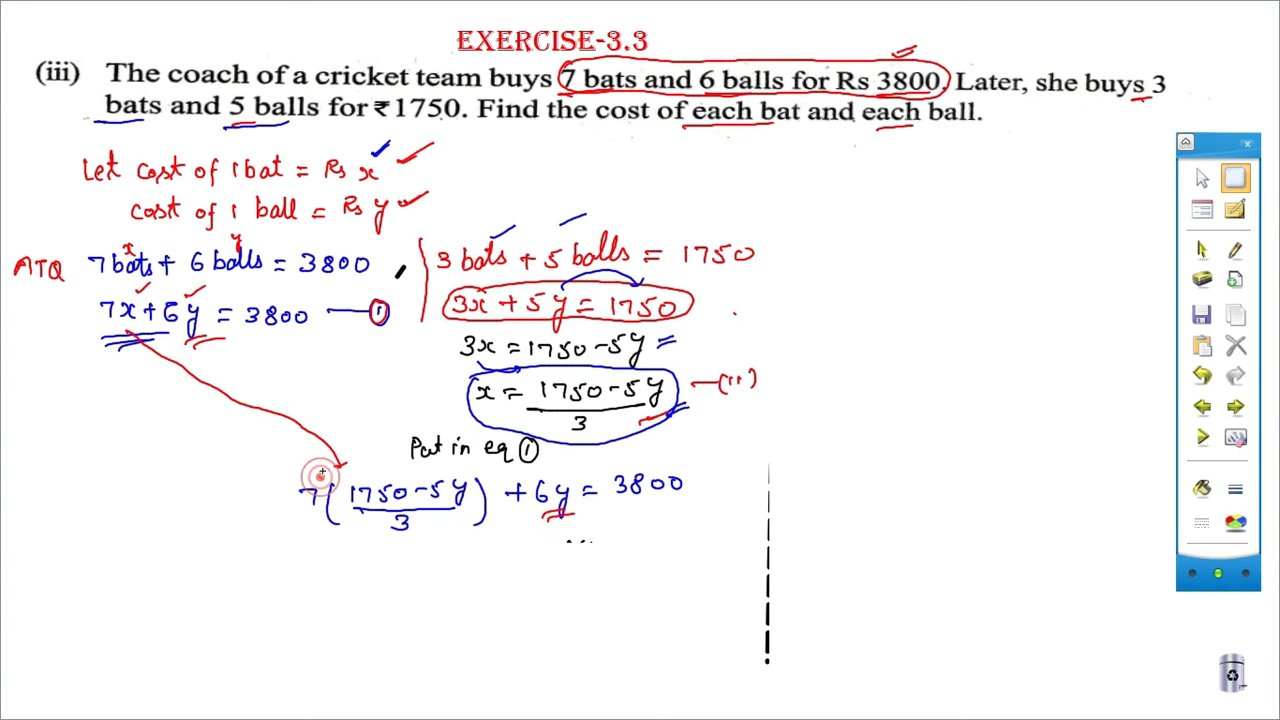 EXERCISE-3.3
(iii) The coach of a cricket team buys 7 bats and 6 balls for Rs 3800. Later, she buys 3
bats and 5 balls for ₹1750. Find the cost of each bat and each ball.
Let cost of 1 bat = Rs x
cost of 1 ball = Rs y
ATQ 7 bats + 6 balls = 3800
x y
7x + 6y = 3800 — ①
3 bats + 5 balls = 1750
3x + 5y = 1750
3x = 1750 - 5y
x = 1750 - 5y — (ii)
3
Put in eq ①
7( 1750 - 5y ) + 6y = 3800
3